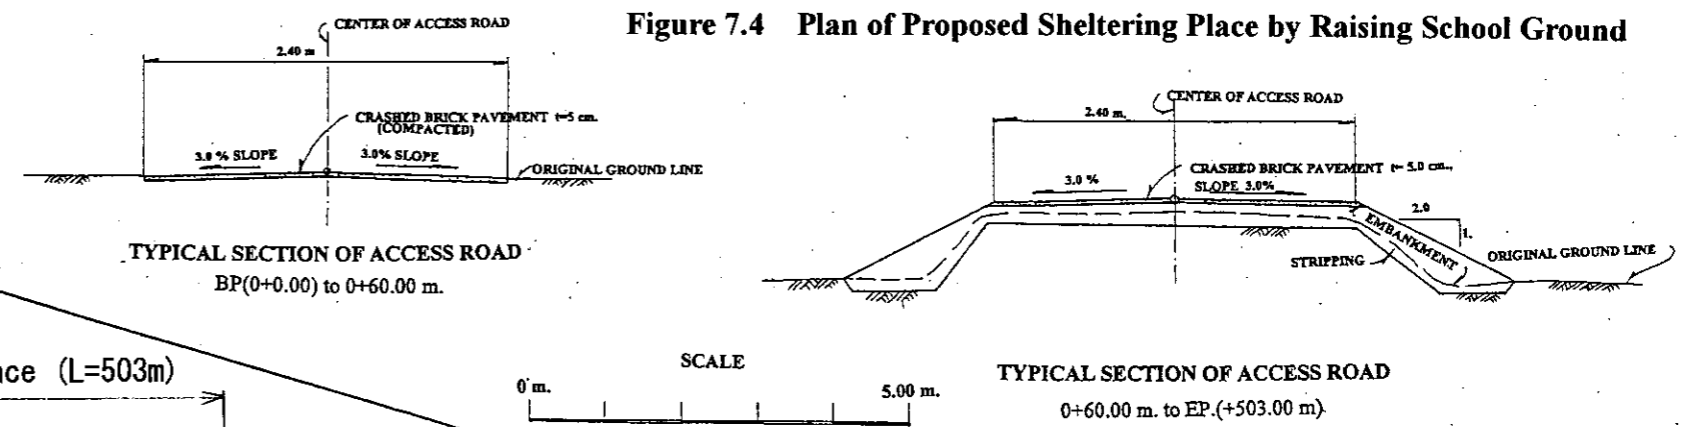 Figure 7.4 Plan of Proposed Sheltering Place by Raising School Ground
CENTER OF ACCESS ROAD
2.40 m
CRASHED BRICK PAVEMENT t=5 cm.
(COMPACTED)
3.0 % SLOPE
3.0% SLOPE
ORIGINAL GROUND LINE
TYPICAL SECTION OF ACCESS ROAD
BP(0+0.00) to 0+60.00 m.
CENTER OF ACCESS ROAD
2.40 m.
CRASHED BRICK PAVEMENT t= 5.0 cm.,
3.0 %
SLOPE 3.0%
2.0
1.
EMBANKMENT
STRIPPING
ORIGINAL GROUND LINE
nce (L=503m)
SCALE
0 m.
5.00 m.
TYPICAL SECTION OF ACCESS ROAD
0+60.00 m. to EP.(+503.00 m).